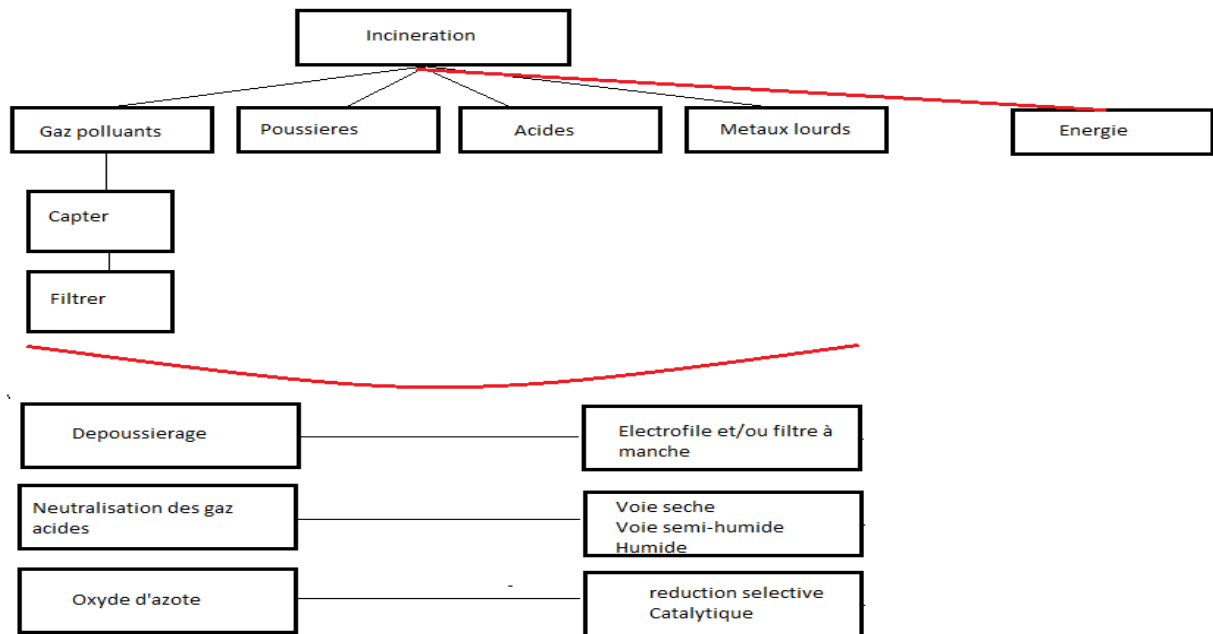 Incineration
Gaz polluants
Poussieres
Acides
Metaux lourds
Energie
Capter
Filtrer
Depoussierage
Electrofile et/ou filtre à
manche
Neutralisation des gaz
acides
Voie seche
Voie semi-humide
Humide
Oxyde d'azote
reduction selective
Catalytique